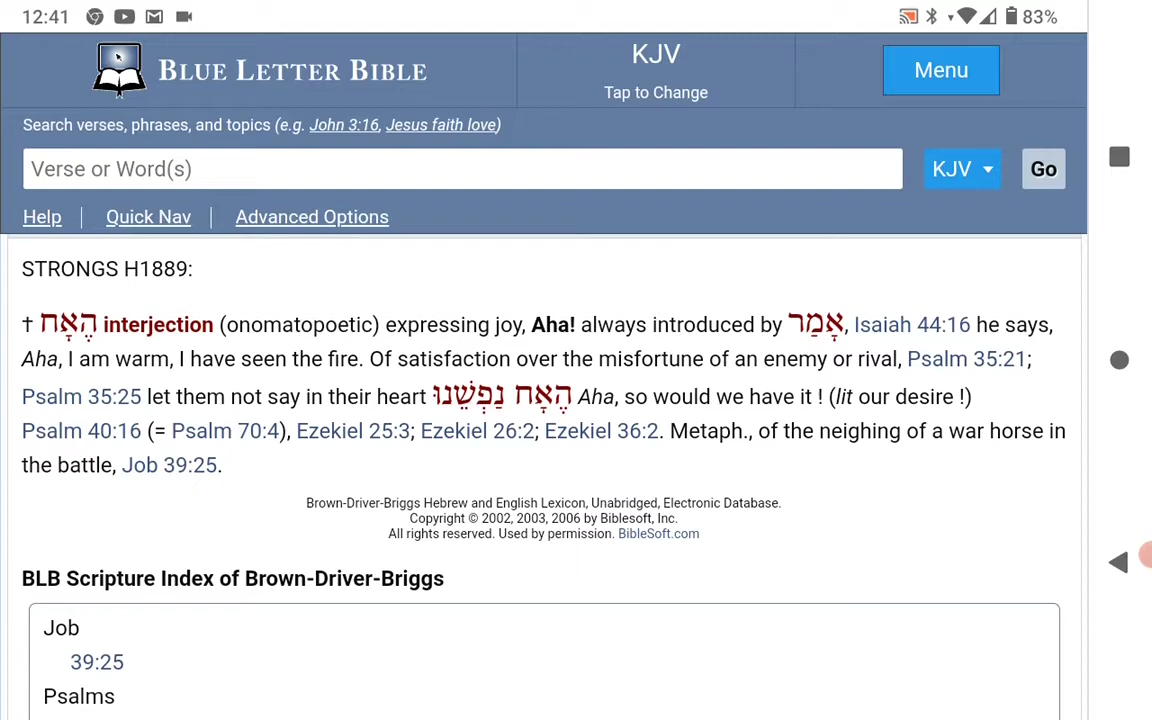 12:41
83%
BLUE LETTER BIBLE
KJV
Tap to Change
Menu
Search verses, phrases, and topics (e.g. John 3:16, Jesus faith love)
Verse or Word(s)
KJV
Go
Help
Quick Nav
Advanced Options
STRONGS H1889:
† הֶאָח interjection (onomatopoetic) expressing joy, Aha! always introduced by אָמַר, Isaiah 44:16 he says,
Aha, I am warm, I have seen the fire. Of satisfaction over the misfortune of an enemy or rival, Psalm 35:21;
Psalm 35:25 let them not say in their heart הֶאָח נַפְשֵׁנוּ Aha, so would we have it ! (lit our desire !)
Psalm 40:16 (= Psalm 70:4), Ezekiel 25:3; Ezekiel 26:2; Ezekiel 36:2. Metaph., of the neighing of a war horse in
the battle, Job 39:25.
Brown-Driver-Briggs Hebrew and English Lexicon, Unabridged, Electronic Database.
Copyright © 2002, 2003, 2006 by Biblesoft, Inc.
All rights reserved. Used by permission. BibleSoft.com
BLB Scripture Index of Brown-Driver-Briggs
Job
39:25
Psalms